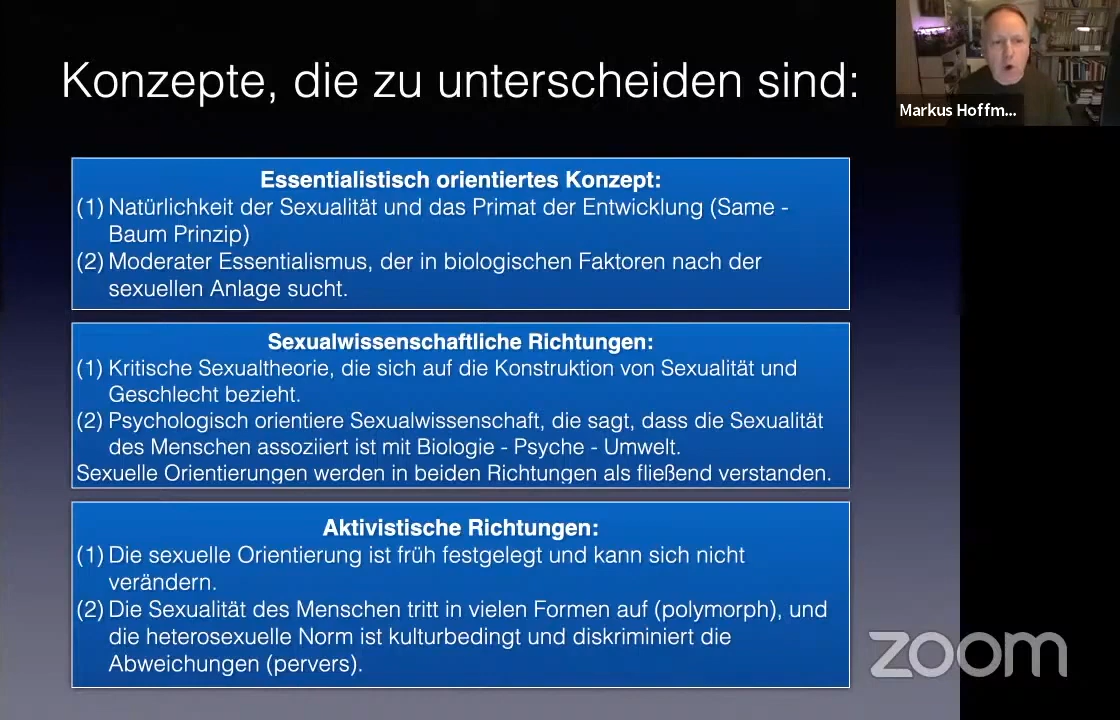 Konzepte, die zu unterscheiden sind:
Markus Hoffm...
Essentialistisch orientiertes Konzept:
(1) Natürlichkeit der Sexualität und das Primat der Entwicklung (Same -
Baum Prinzip)
(2) Moderater Essentialismus, der in biologischen Faktoren nach der
sexuellen Anlage sucht.
Sexualwissenschaftliche Richtungen:
(1) Kritische Sexualtheorie, die sich auf die Konstruktion von Sexualität und
Geschlecht bezieht.
(2) Psychologisch orientiere Sexualwissenschaft, die sagt, dass die Sexualität
des Menschen assoziiert ist mit Biologie - Psyche - Umwelt.
Sexuelle Orientierungen werden in beiden Richtungen als fließend verstanden.
Aktivistische Richtungen:
(1) Die sexuelle Orientierung ist früh festgelegt und kann sich nicht
verändern.
(2) Die Sexualität des Menschen tritt in vielen Formen auf (polymorph), und
die heterosexuelle Norm ist kulturbedingt und diskriminiert die
Abweichungen (pervers).
zoom